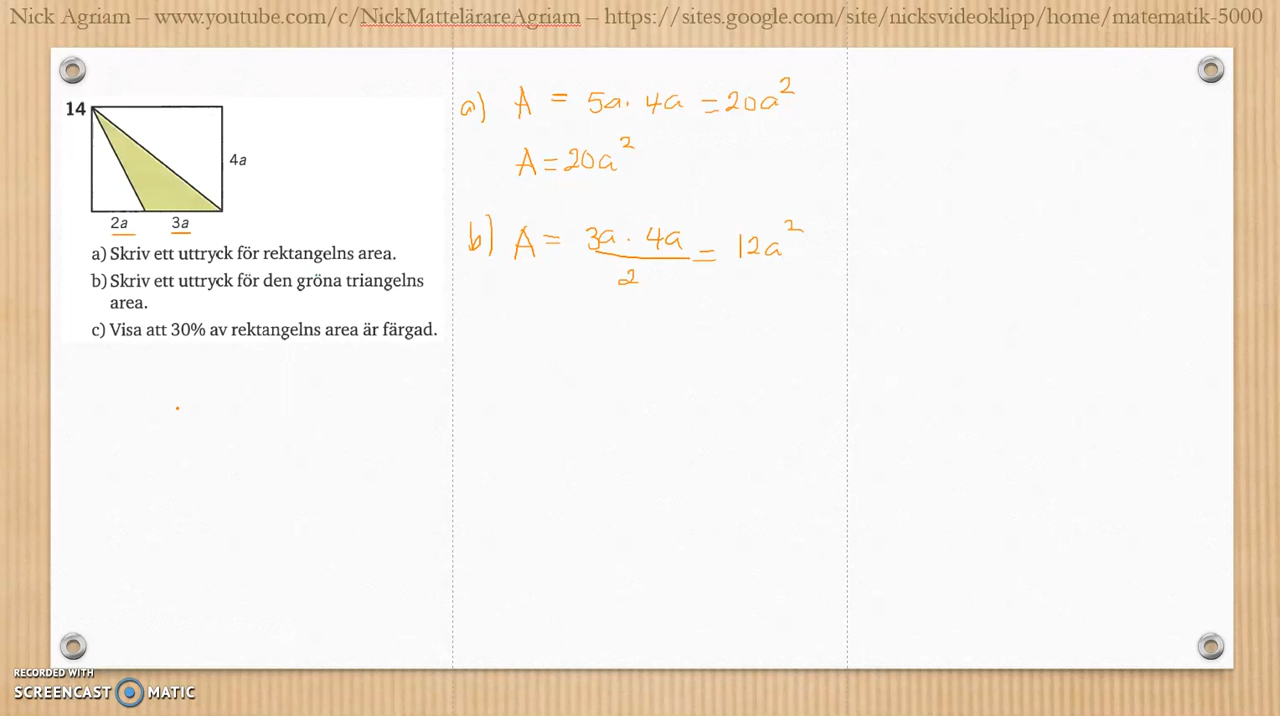 Nick Agriam – www.youtube.com/c/NickMattelärareAgriam – https://sites.google.com/site/nicksvideoklipp/home/matematik-5000
14
4a
2a 3a
a) Skriv ett uttryck för rektangelns area.
b) Skriv ett uttryck för den gröna triangelns
area.
c) Visa att 30% av rektangelns area är färgad.
a) A = 5a · 4a = 20a²
A = 20a²
b) A = 3a · 4a / 2 = 12a²
RECORDED WITH
SCREENCAST MATIC